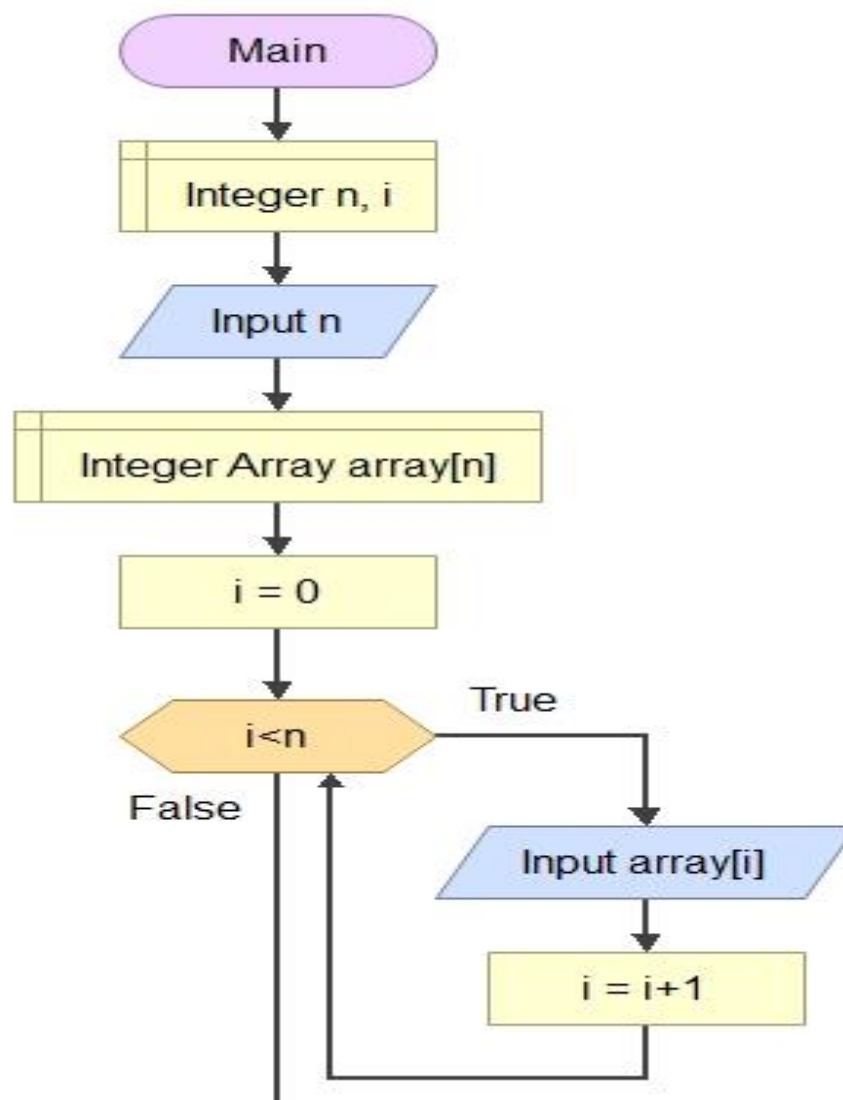 Main
Integer n, i
Input n
Integer Array array[n]
i = 0
i<n
True
False
Input array[i]
i = i+1